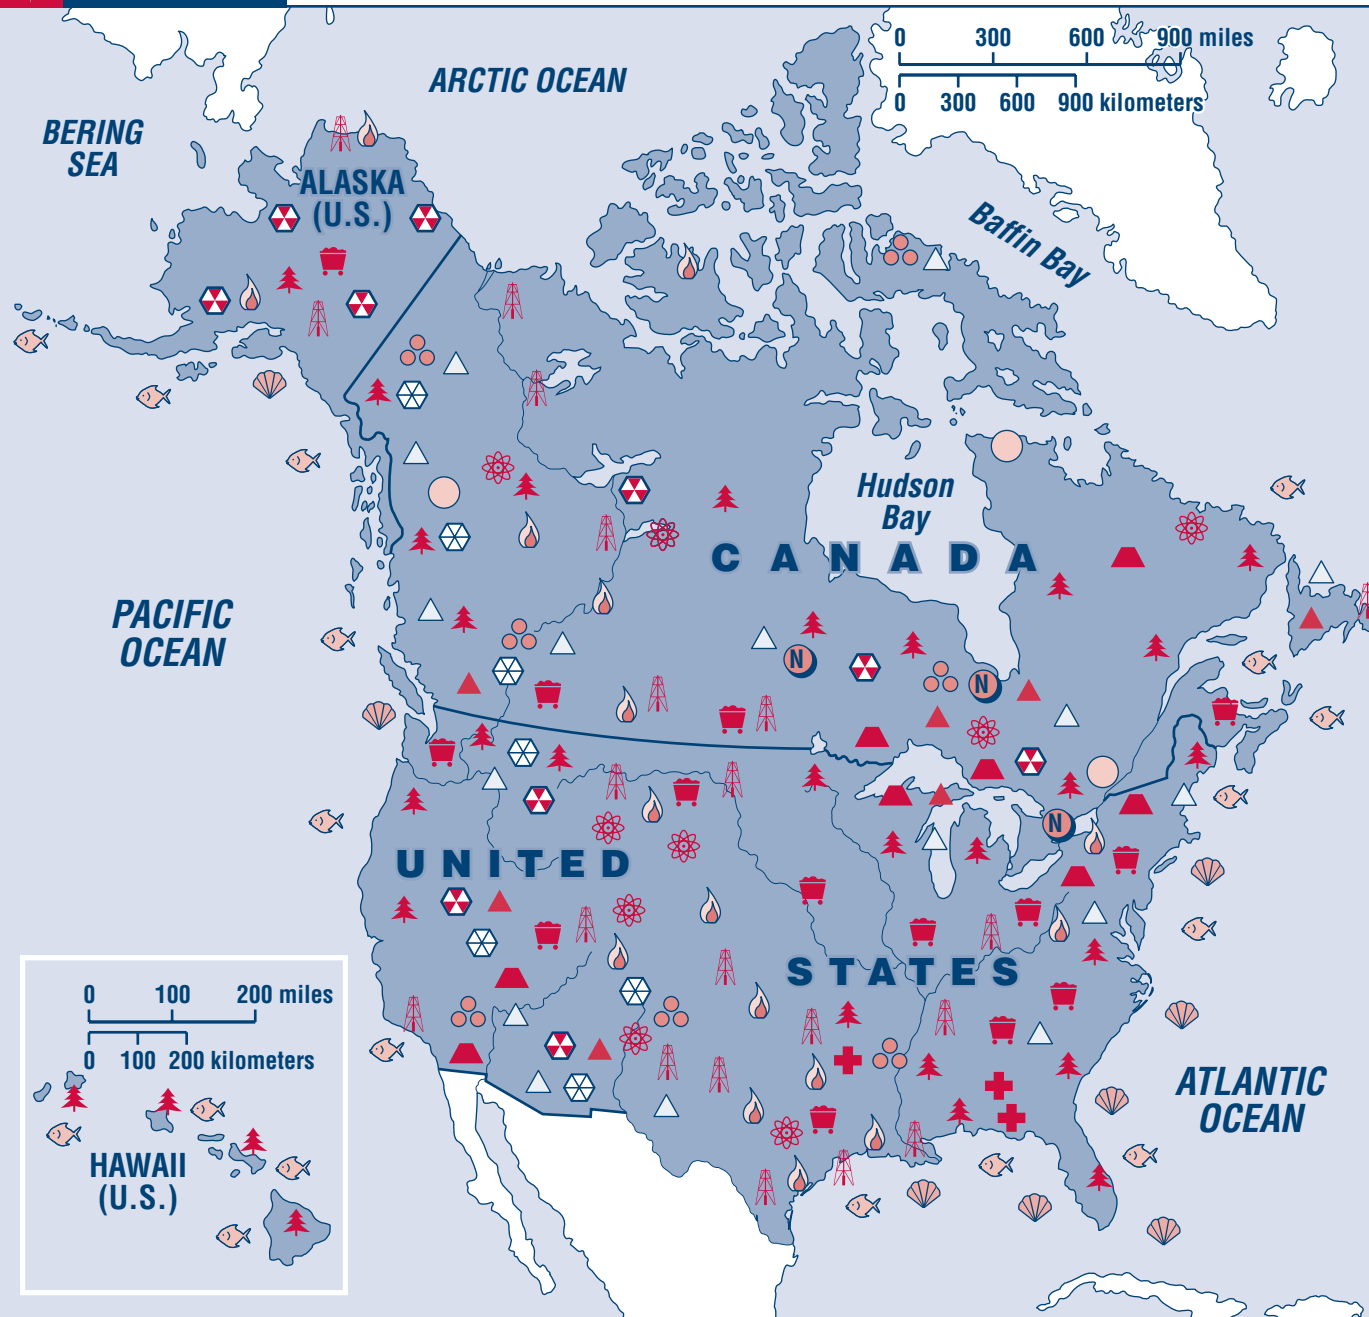 0 300 600 900 miles
0 300 600 900 kilometers
ARCTIC OCEAN
BERING
SEA
ALASKA
(U.S.)
Baffin Bay
Hudson
Bay
CANADA
PACIFIC
OCEAN
N
N
N
UNITED
STATES
0 100 200 miles
0 100 200 kilometers
HAWAII
(U.S.)
ATLANTIC
OCEAN